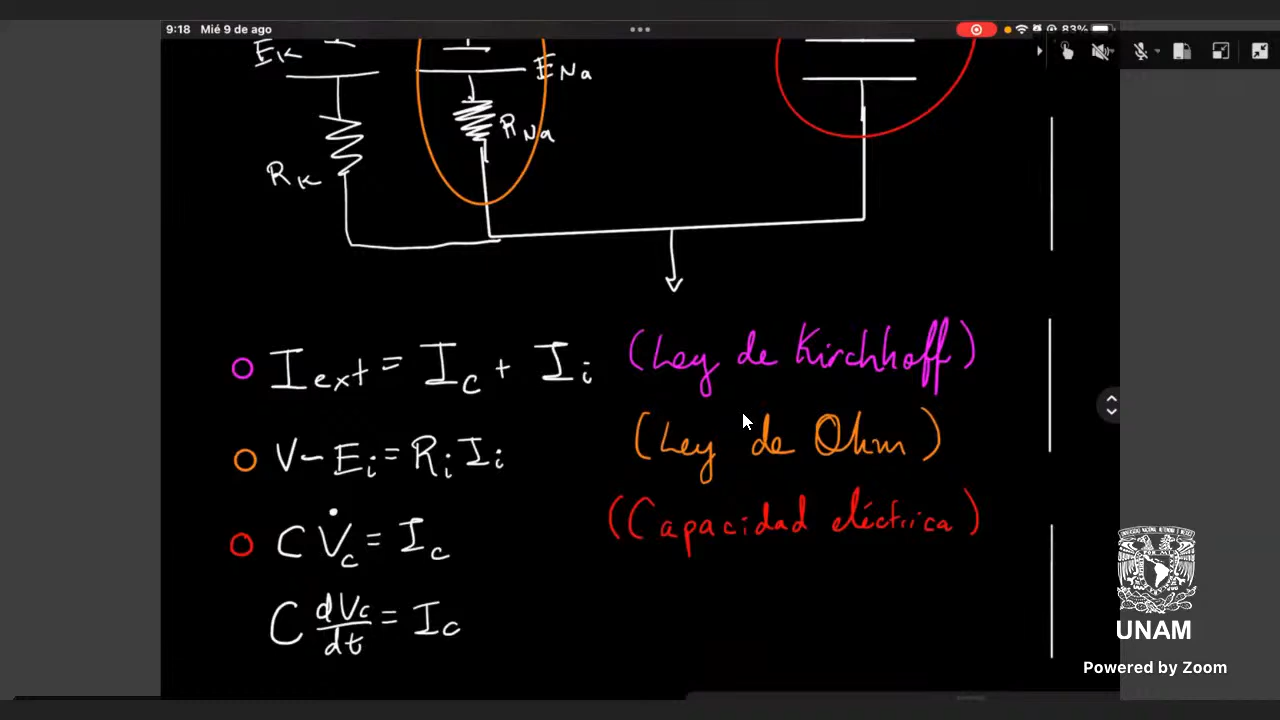 9:18 Mié 9 de ago
83%
E_K
E_Na
R_Na
R_K
I_ext = I_c + I_i (Ley de Kirchhoff)
V - E_i = R_i I_i (Ley de Ohm)
C V̇_c = I_c (Capacidad eléctrica)
C dV_c/dt = I_c
UNAM
Powered by Zoom